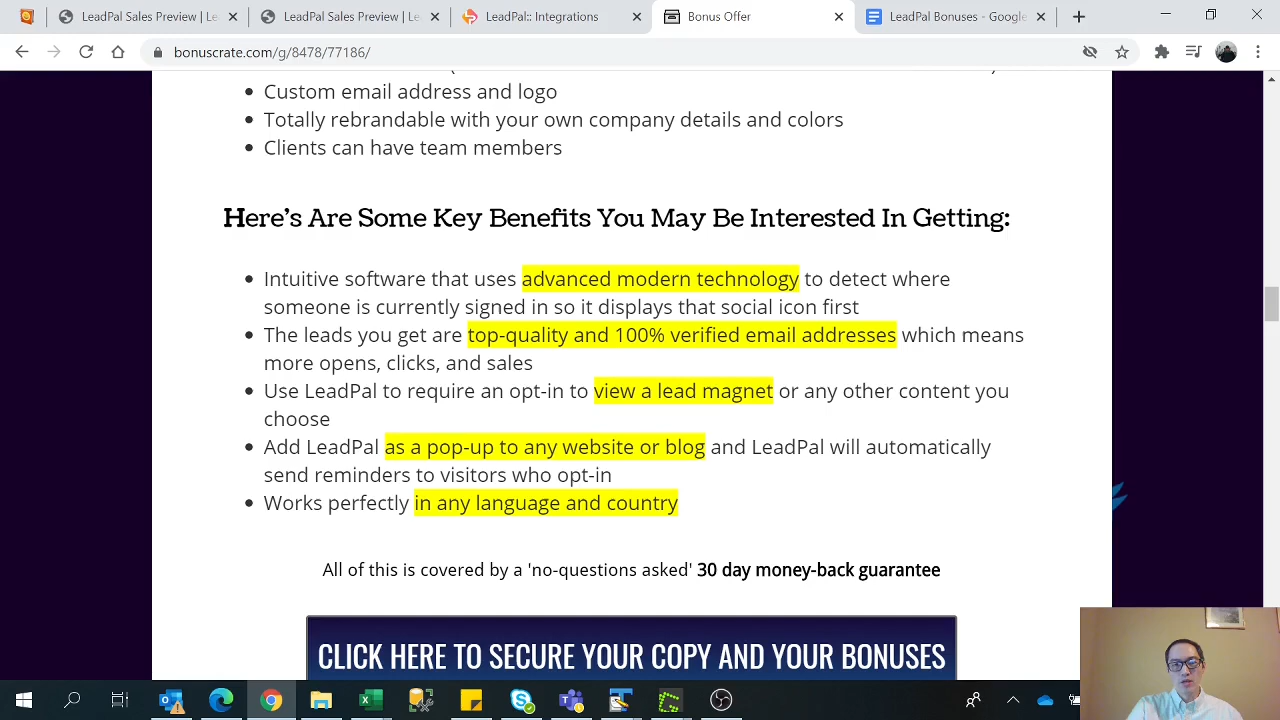 LeadPal Sales Preview | L
LeadPal Sales Preview | Le
LeadPal:: Integrations
Bonus Offer
LeadPal Bonuses - Google
bonuscrate.com/g/8478/77186/
Custom email address and logo
Totally rebrandable with your own company details and colors
Clients can have team members
Here's Are Some Key Benefits You May Be Interested In Getting:
Intuitive software that uses advanced modern technology to detect where
someone is currently signed in so it displays that social icon first
The leads you get are top-quality and 100% verified email addresses which means
more opens, clicks, and sales
Use LeadPal to require an opt-in to view a lead magnet or any other content you
choose
Add LeadPal as a pop-up to any website or blog and LeadPal will automatically
send reminders to visitors who opt-in
Works perfectly in any language and country
All of this is covered by a 'no-questions asked' 30 day money-back guarantee
CLICK HERE TO SECURE YOUR COPY AND YOUR BONUSES